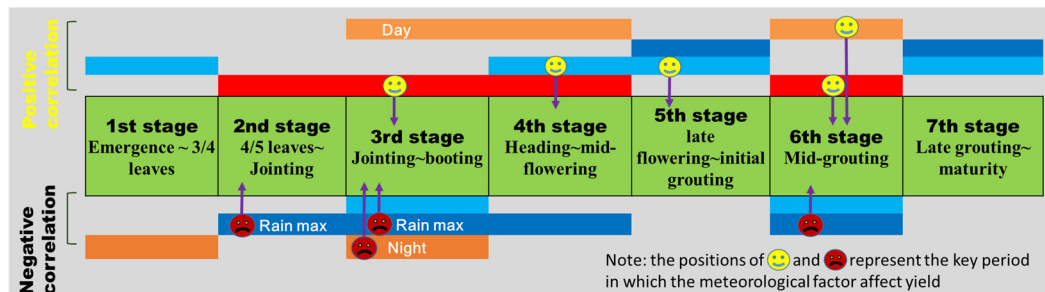 Positive
correlation
Day
1st stage
Emergence ~ 3/4
leaves
2nd stage
4/5 leaves~
Jointing
3rd stage
Jointing~booting
4th stage
Heading~mid-
flowering
5th stage
late
flowering~initial
grouting
6th stage
Mid-grouting
7th stage
Late grouting~
maturity
Negative
correlation
Rain max
Rain max
Night
Note: the positions of and represent the key period
in which the meteorological factor affect yield